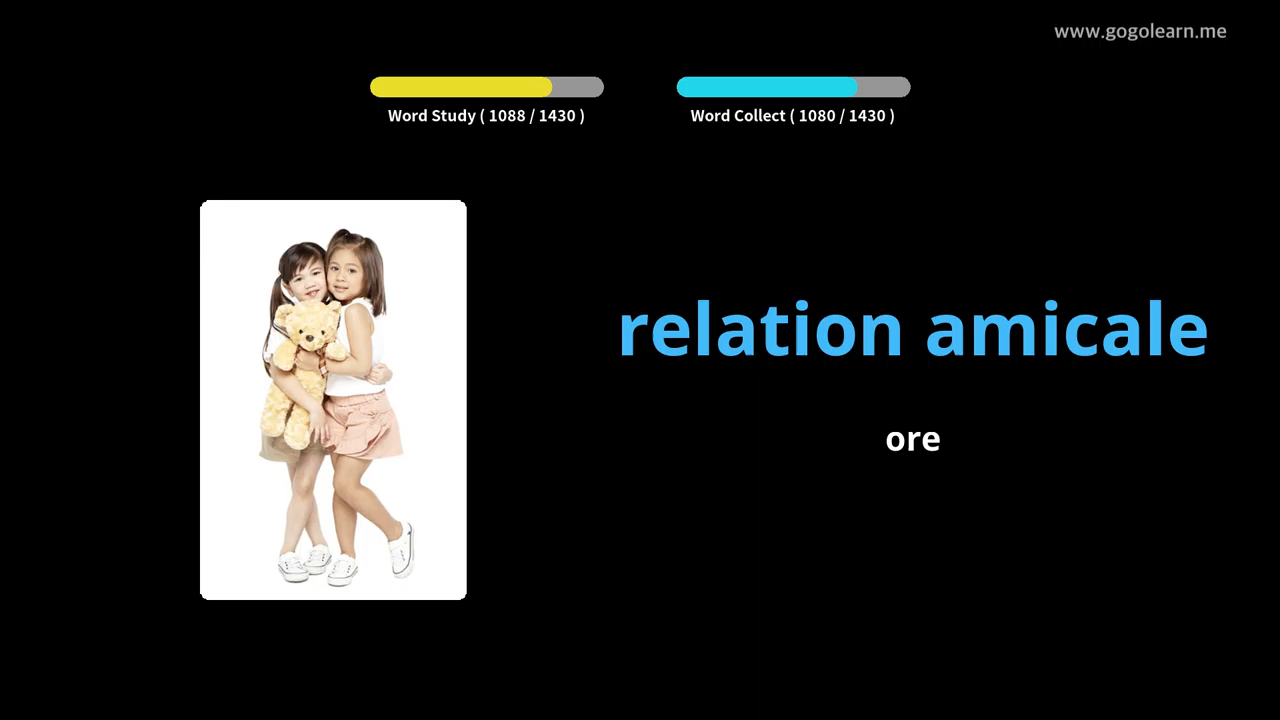 www.gogolearn.me
Word Study ( 1088 / 1430 )
Word Collect ( 1080 / 1430 )
relation amicale
ore